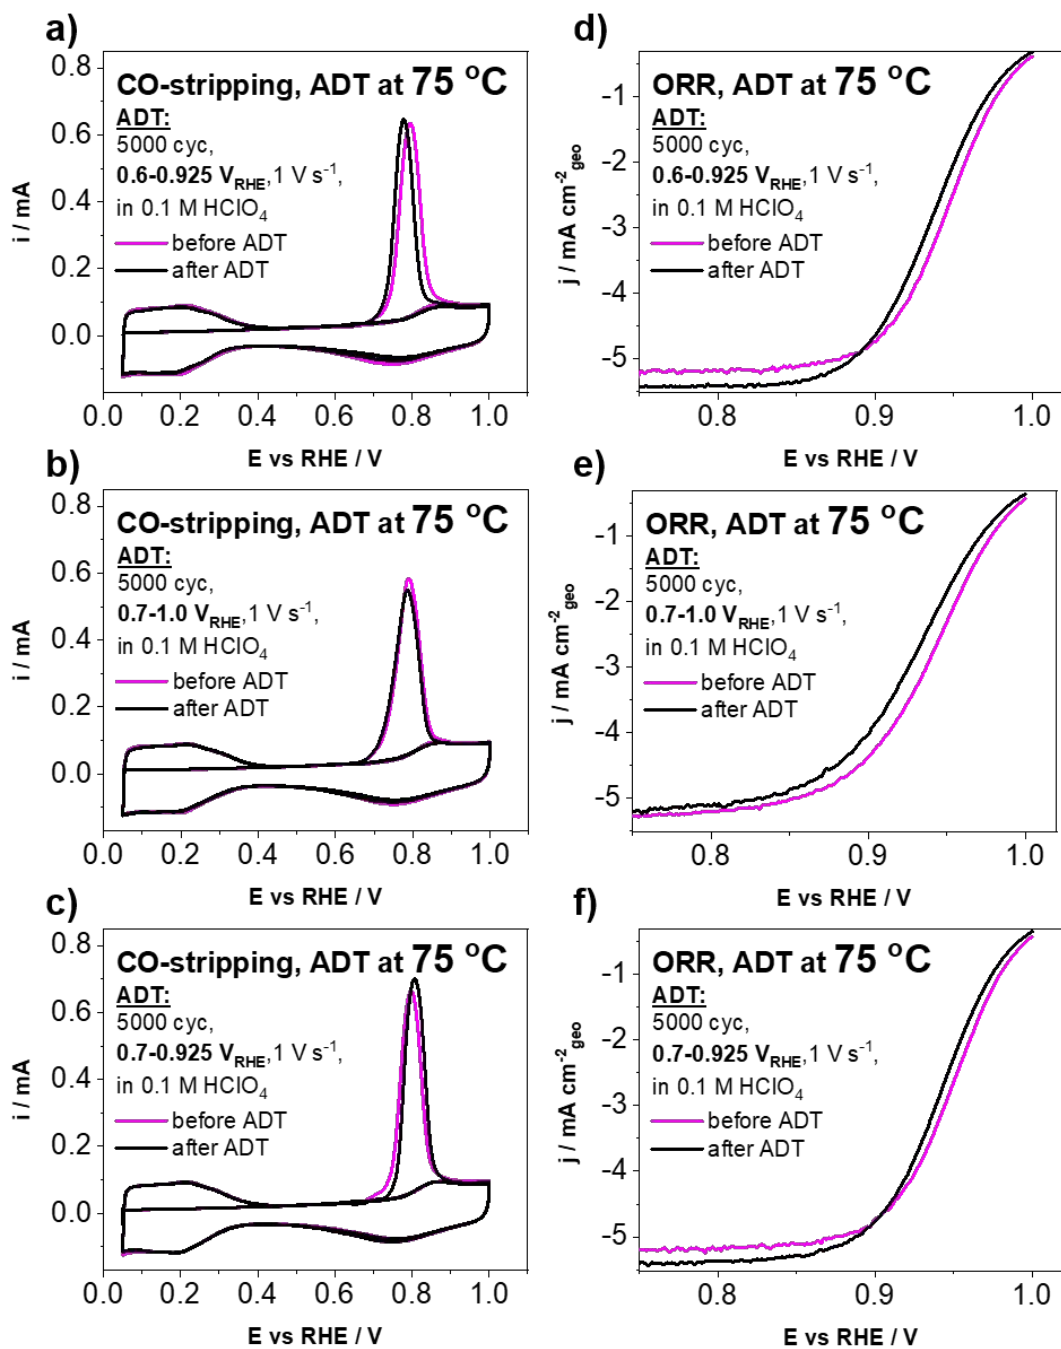 a)
CO-stripping, ADT at 75 °C
ADT:
5000 cyc,
0.6-0.925 V_RHE, 1 V s⁻¹,
in 0.1 M HClO₄
before ADT
after ADT
i / mA
0.8
0.6
0.4
0.2
0.0
0.0 0.2 0.4 0.6 0.8 1.0
E vs RHE / V
d)
ORR, ADT at 75 °C
ADT:
5000 cyc,
0.6-0.925 V_RHE, 1 V s⁻¹,
in 0.1 M HClO₄
before ADT
after ADT
j / mA cm⁻²geo
-1
-2
-3
-4
-5
0.8 0.9 1.0
E vs RHE / V
b)
CO-stripping, ADT at 75 °C
ADT:
5000 cyc,
0.7-1.0 V_RHE, 1 V s⁻¹,
in 0.1 M HClO₄
before ADT
after ADT
i / mA
0.8
0.6
0.4
0.2
0.0
0.0 0.2 0.4 0.6 0.8 1.0
E vs RHE / V
e)
ORR, ADT at 75 °C
ADT:
5000 cyc,
0.7-1.0 V_RHE, 1 V s⁻¹,
in 0.1 M HClO₄
before ADT
after ADT
j / mA cm⁻²geo
-1
-2
-3
-4
-5
0.8 0.9 1.0
E vs RHE / V
c)
CO-stripping, ADT at 75 °C
ADT:
5000 cyc,
0.7-0.925 V_RHE, 1 V s⁻¹,
in 0.1 M HClO₄
before ADT
after ADT
i / mA
0.8
0.6
0.4
0.2
0.0
0.0 0.2 0.4 0.6 0.8 1.0
E vs RHE / V
f)
ORR, ADT at 75 °C
ADT:
5000 cyc,
0.7-0.925 V_RHE, 1 V s⁻¹,
in 0.1 M HClO₄
before ADT
after ADT
j / mA cm⁻²geo
-1
-2
-3
-4
-5
0.8 0.9 1.0
E vs RHE / V